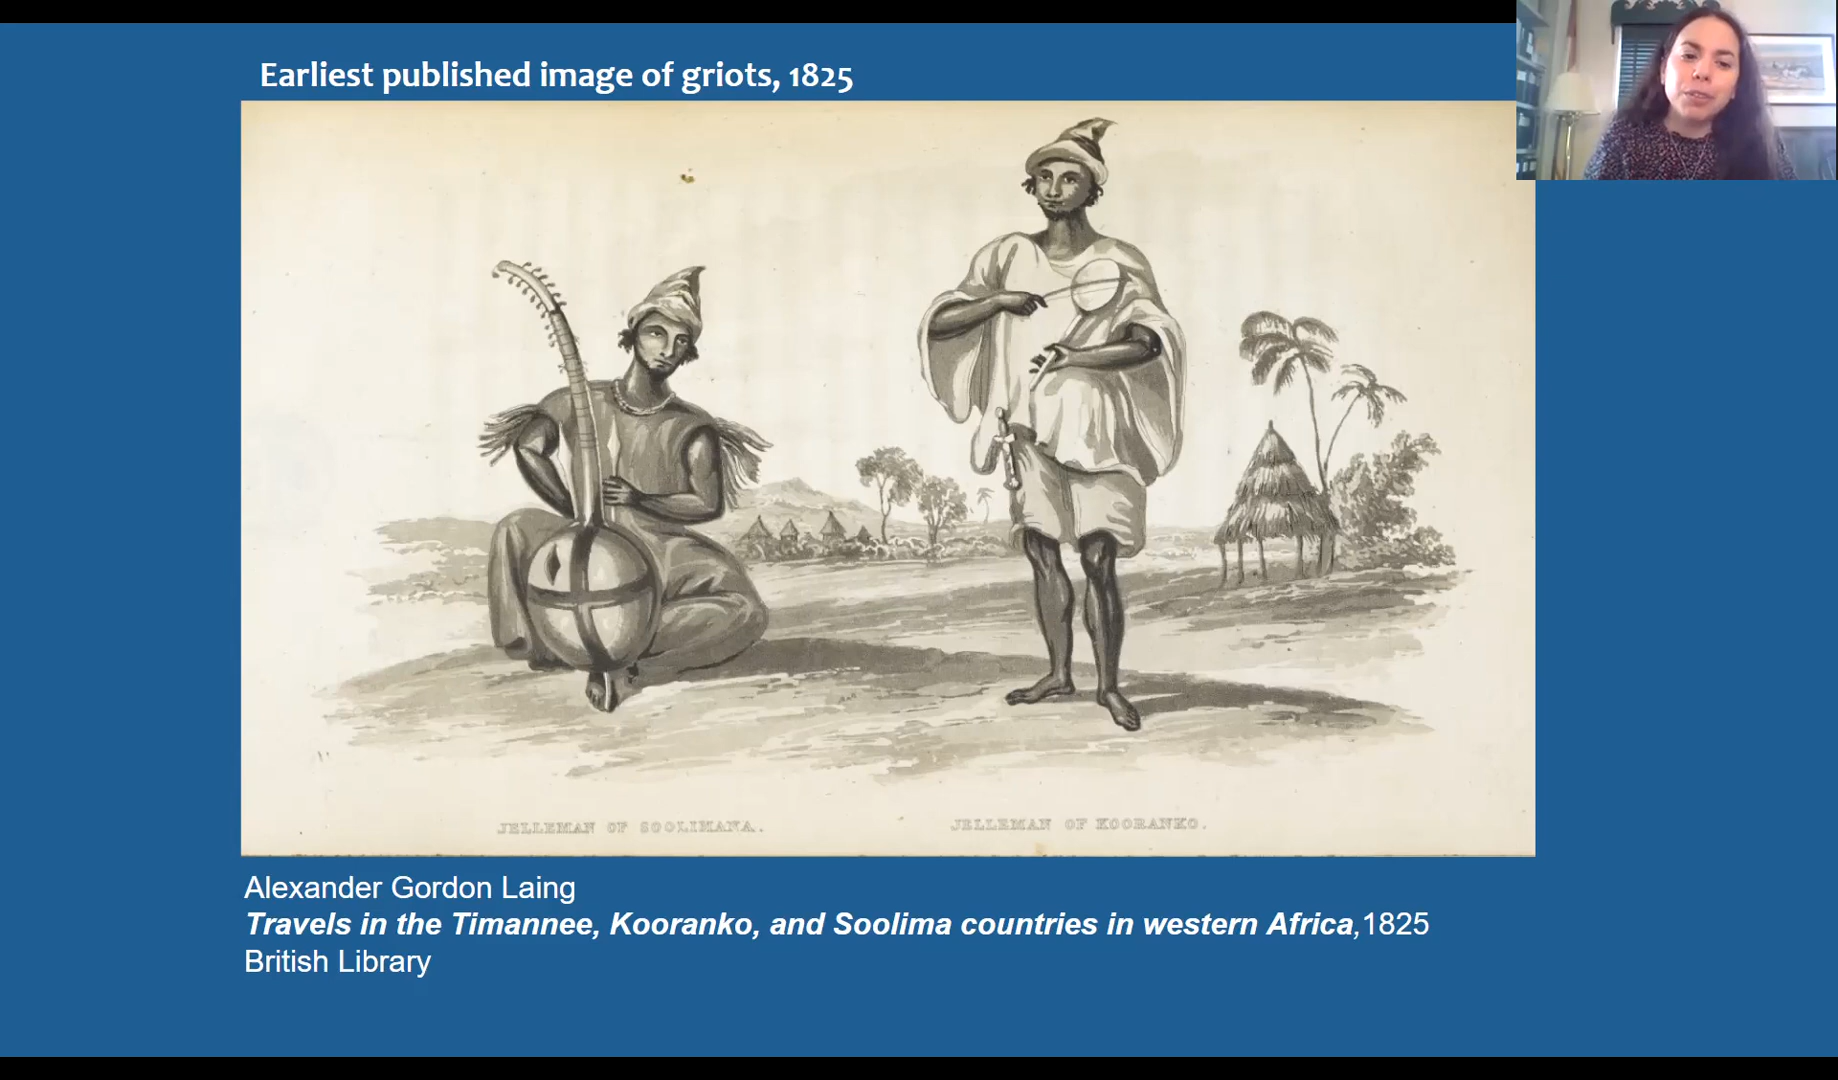 Earliest published image of griots, 1825
JELLEMAN OF SOOLIMANA.
JELLEMAN OF KOORANKO.
Alexander Gordon Laing
Travels in the Timannee, Kooranko, and Soolima countries in western Africa,1825
British Library